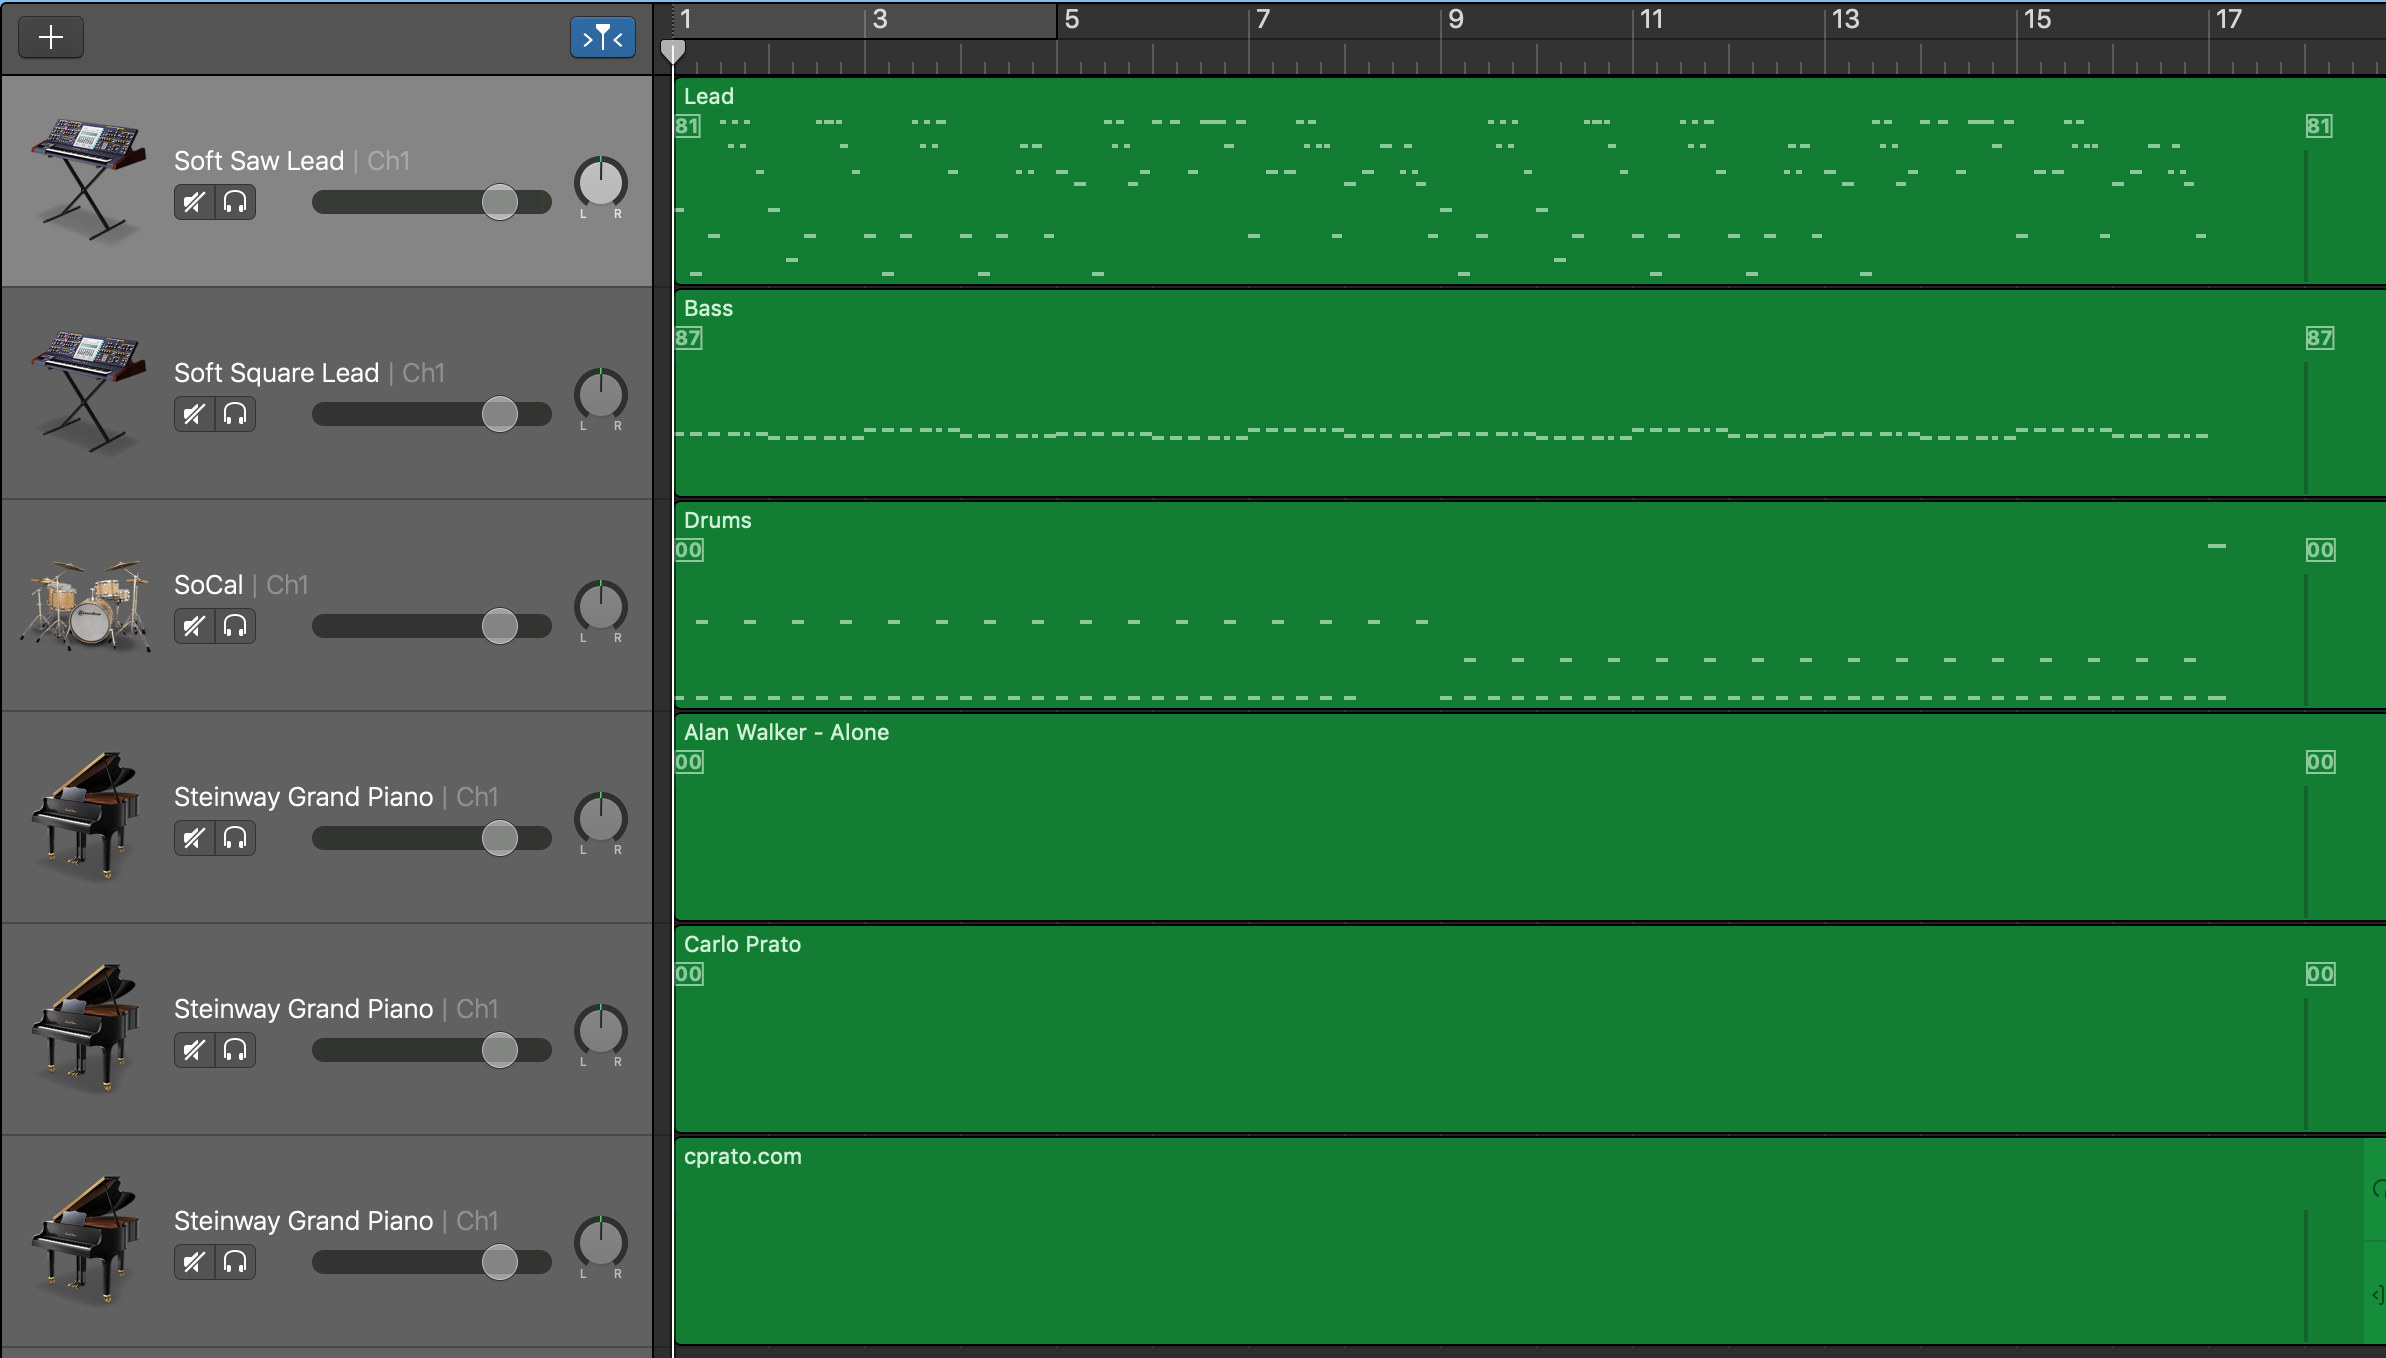 1 3 5 7 9 11 13 15 17
Lead
81 81
Soft Saw Lead | Ch1
L R
Bass
87 87
Soft Square Lead | Ch1
L R
Drums
00 00
SoCal | Ch1
L R
Alan Walker - Alone
00 00
Steinway Grand Piano | Ch1
L R
Carlo Prato
00 00
Steinway Grand Piano | Ch1
L R
cprato.com
Steinway Grand Piano | Ch1
L R